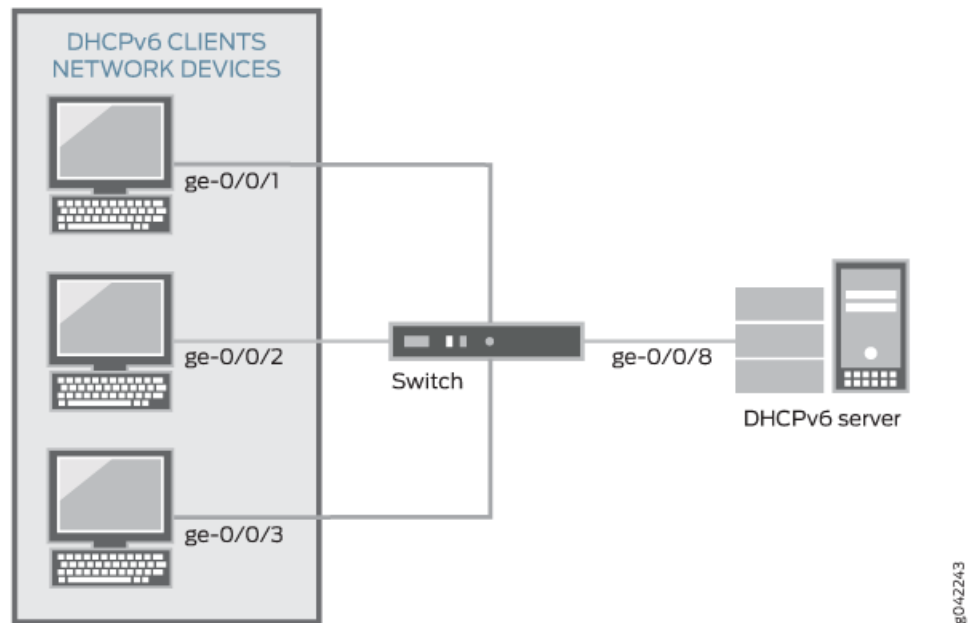 DHCPv6 CLIENTS
NETWORK DEVICES
ge-0/0/1
ge-0/0/2
ge-0/0/3
Switch
ge-0/0/8
DHCPv6 server
g042243